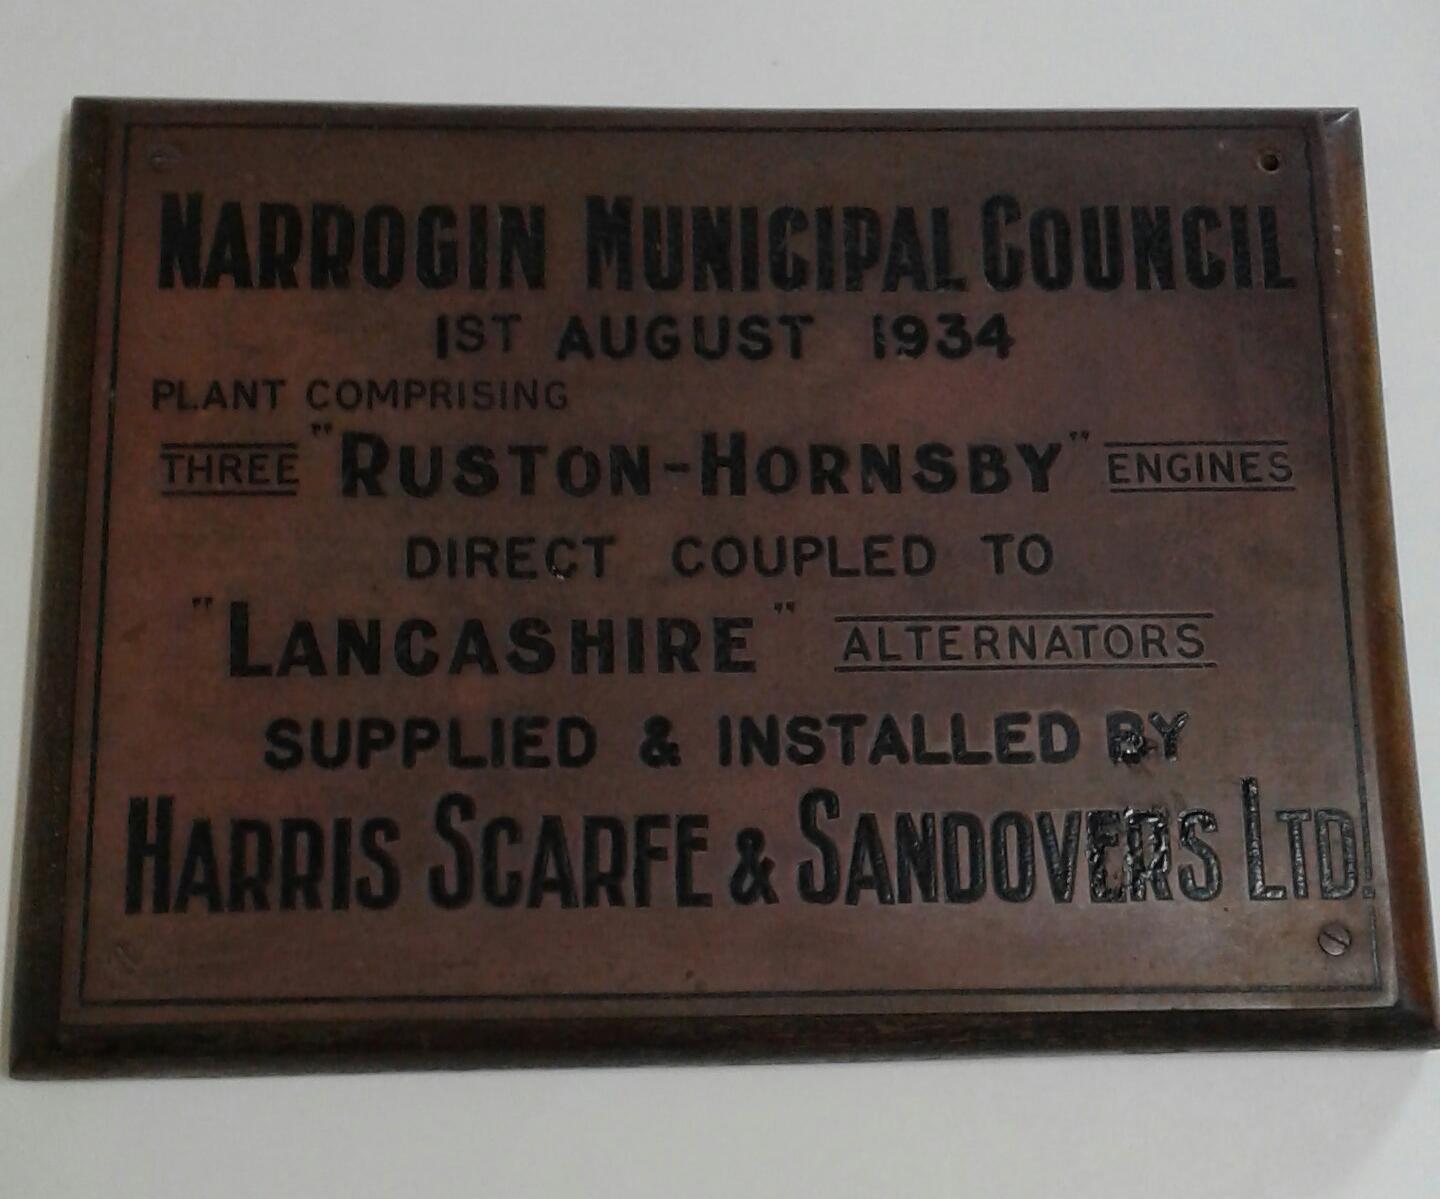 NARROGIN MUNICIPAL COUNCIL
1ST AUGUST 1934
PLANT COMPRISING
THREE "RUSTON-HORNSBY" ENGINES
DIRECT COUPLED TO
"LANCASHIRE" ALTERNATORS
SUPPLIED & INSTALLED BY
HARRIS SCARFE & SANDOVERS LTD.